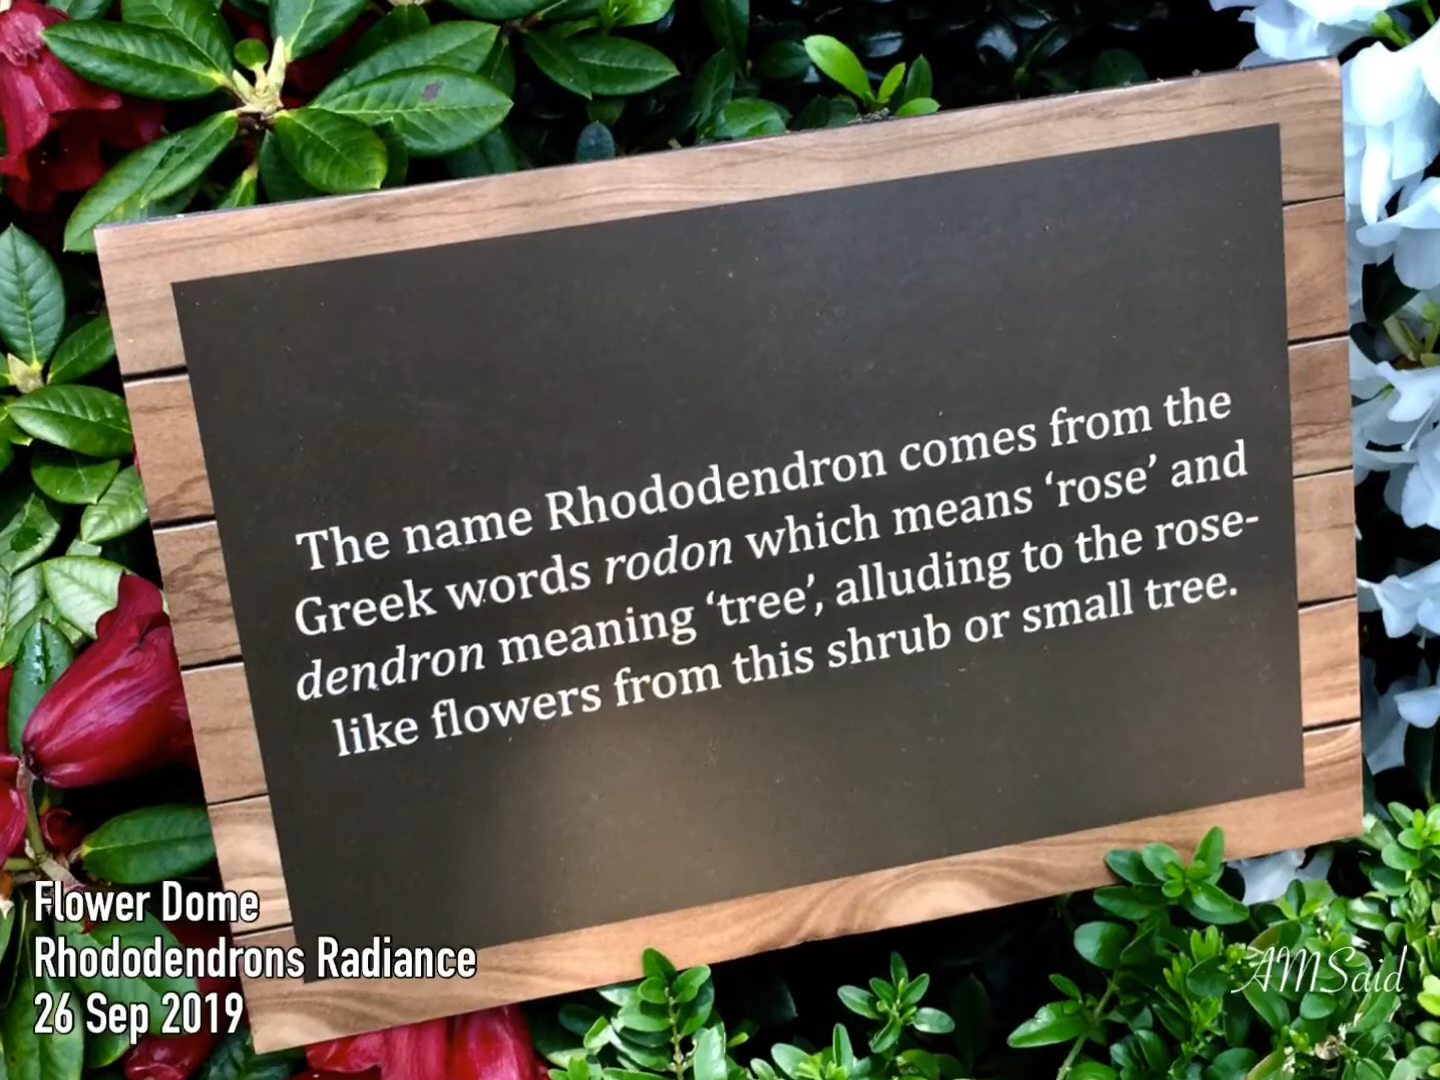 The name Rhododendron comes from the
Greek words rodon which means ‘rose’ and
dendron meaning ‘tree’, alluding to the rose-
like flowers from this shrub or small tree.
Flower Dome
Rhododendrons Radiance
26 Sep 2019
AMSaid